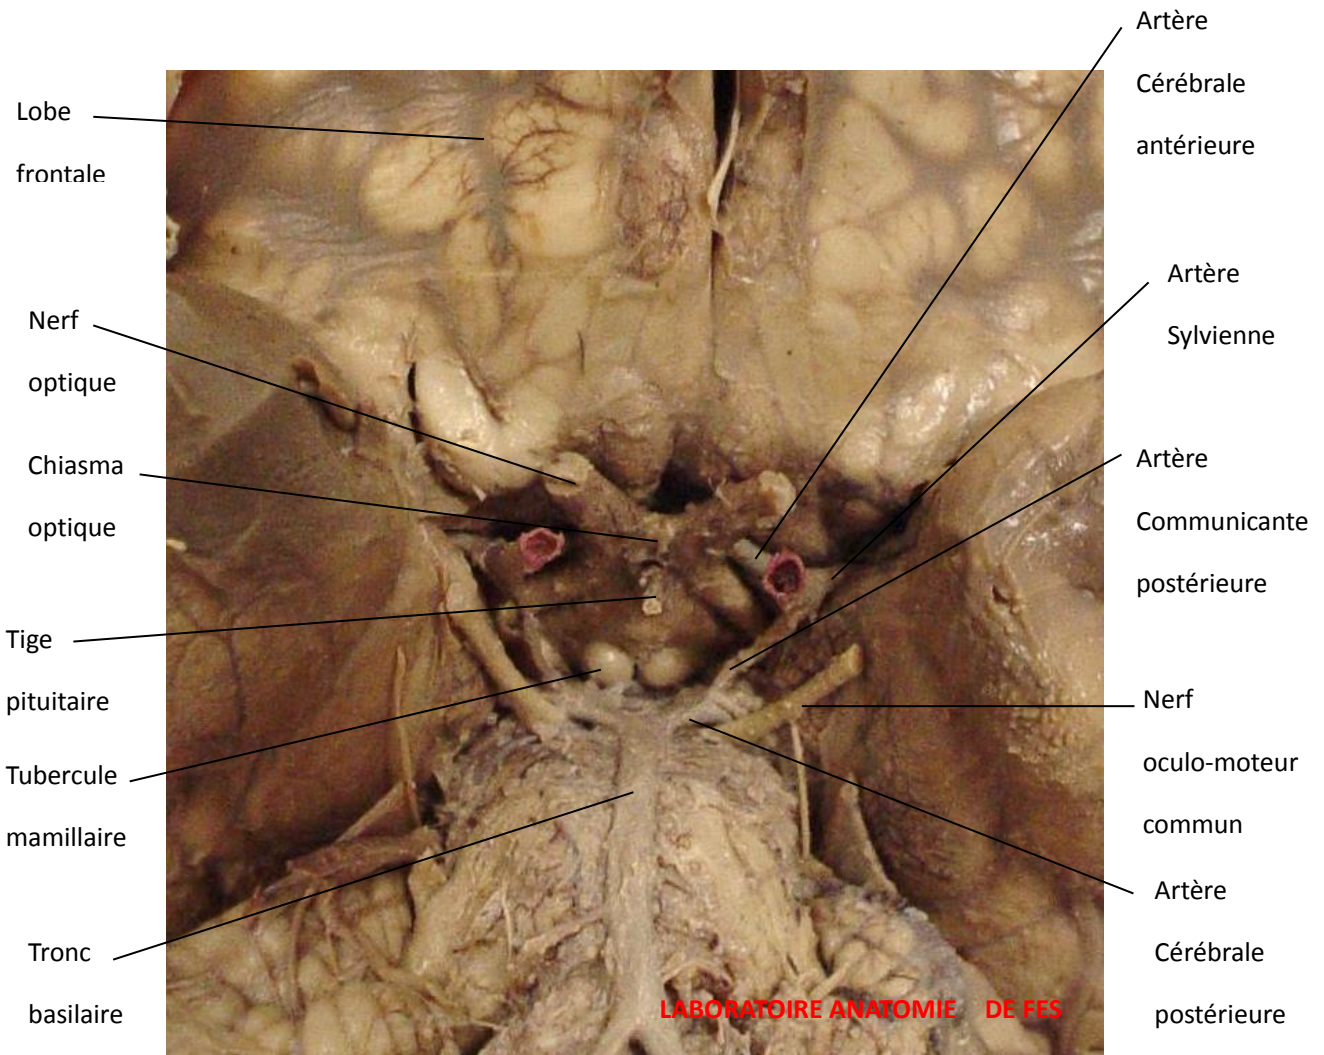 Lobe
frontale
Nerf
optique
Chiasma
optique
Tige
pituitaire
Tubercule
mamillaire
Tronc
basilaire
Artère
Cérébrale
antérieure
Artère
Sylvienne
Artère
Communicante
postérieure
Nerf
oculo-moteur
commun
Artère
Cérébrale
postérieure
LABORATOIRE ANATOMIE DE FES